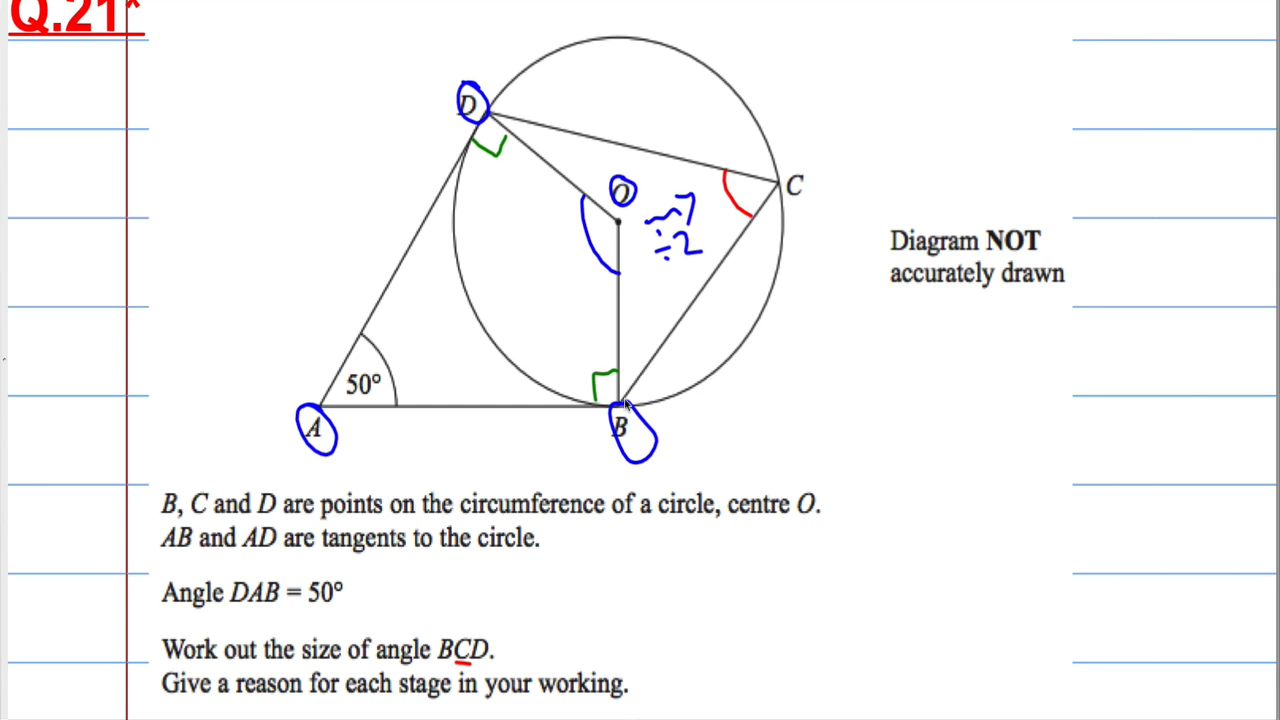 Q.21*
D
O
C
÷2
Diagram NOT
accurately drawn
50°
A
B
B, C and D are points on the circumference of a circle, centre O.
AB and AD are tangents to the circle.
Angle DAB = 50°
Work out the size of angle BCD.
Give a reason for each stage in your working.